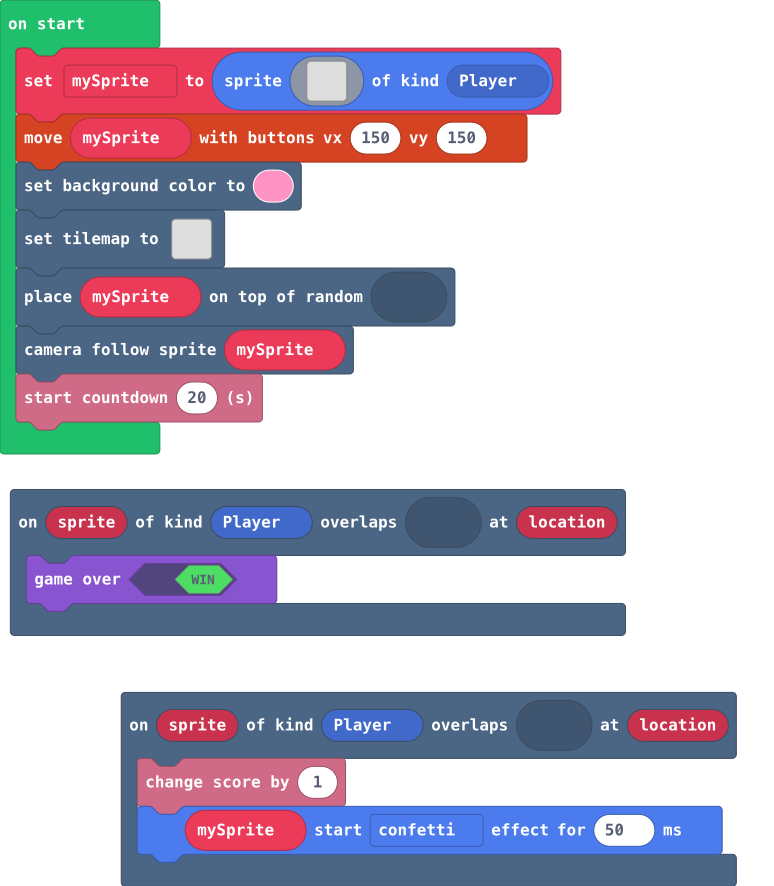 on start
set mySprite to sprite of kind Player
move mySprite with buttons vx 150 vy 150
set background color to
set tilemap to
place mySprite on top of random
camera follow sprite mySprite
start countdown 20 (s)
on sprite of kind Player overlaps at location
game over WIN
on sprite of kind Player overlaps at location
change score by 1
mySprite start confetti effect for 50 ms